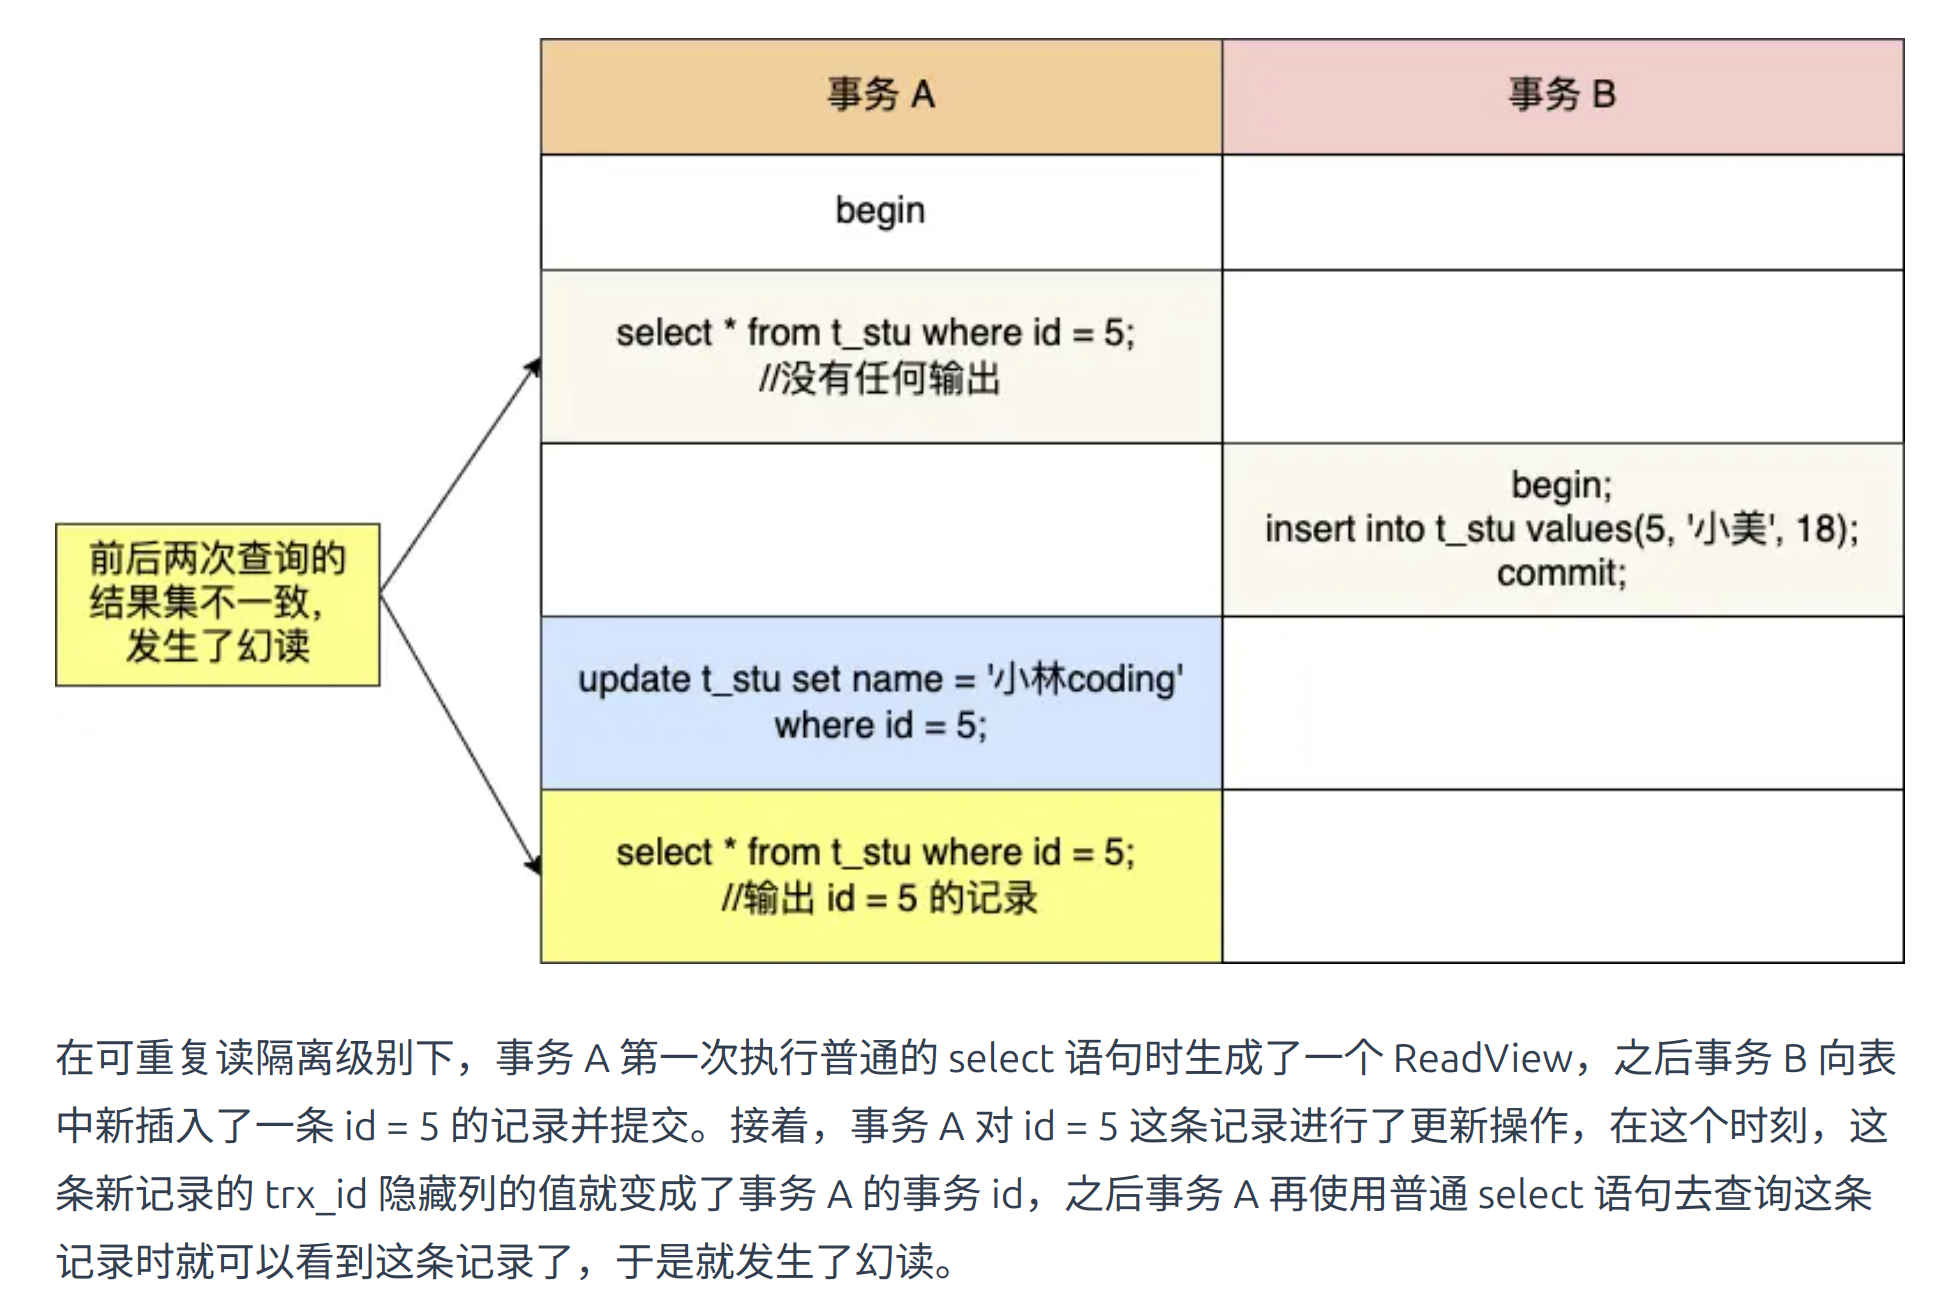 事务 A
事务 B
begin
select * from t_stu where id = 5;
//没有任何输出
begin;
insert into t_stu values(5, '小美', 18);
commit;
前后两次查询的
结果集不一致，
发生了幻读
update t_stu set name = '小林coding'
where id = 5;
select * from t_stu where id = 5;
//输出 id = 5 的记录
在可重复读隔离级别下，事务 A 第一次执行普通的 select 语句时生成了一个 ReadView，之后事务 B 向表
中新插入了一条 id = 5 的记录并提交。接着，事务 A 对 id = 5 这条记录进行了更新操作，在这个时刻，这
条新记录的 trx_id 隐藏列的值就变成了事务 A 的事务 id，之后事务 A 再使用普通 select 语句去查询这条
记录时就可以看到这条记录了，于是就发生了幻读。